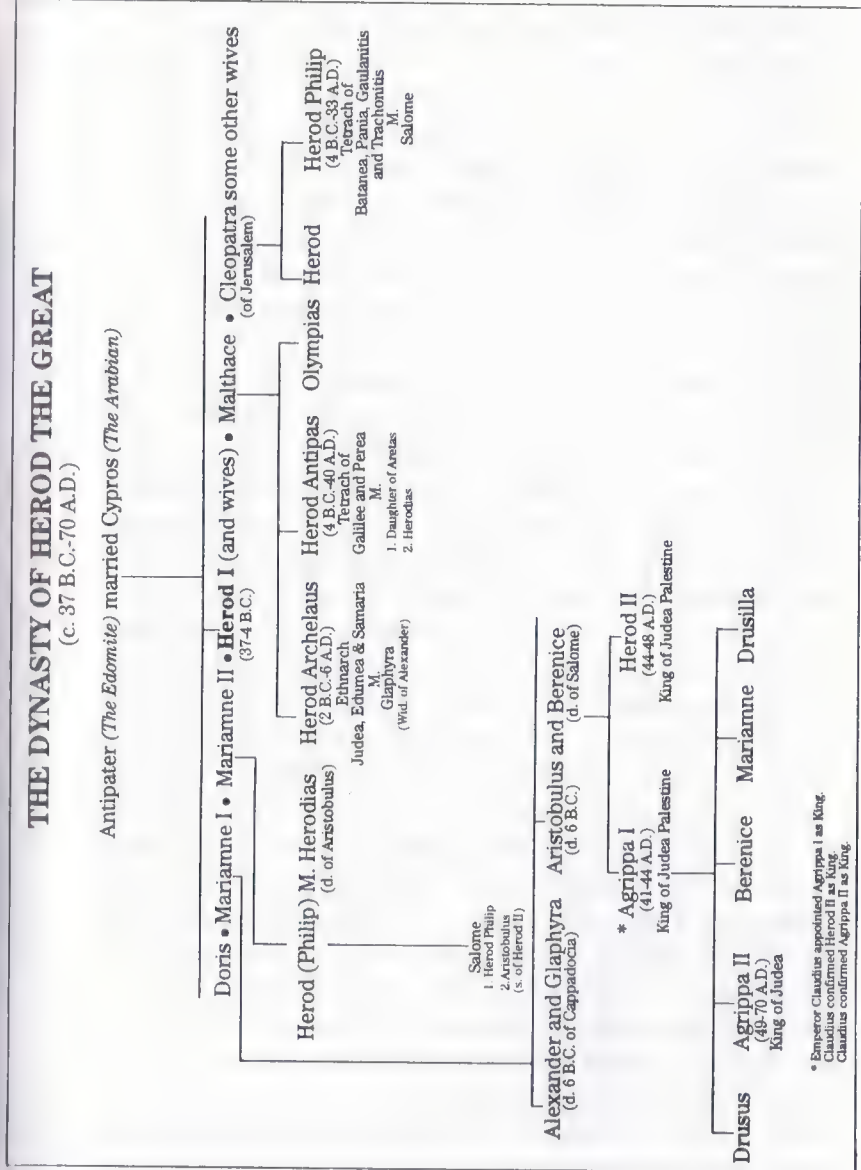 THE DYNASTY OF HEROD THE GREAT
(c. 37 B.C.-70 A.D.)
Antipater (The Edomite) married Cypros (The Arabian)
Doris • Mariamne I • Mariamne II • Herod I (and wives) • Malthace • Cleopatra some other wives
(37-4 B.C.)
(of Jerusalem)
Herod (Philip) M. Herodias
(d. of Aristobulus)
Herod Archelaus
(2 B.C.-6 A.D.)
Ethnarch
Judea, Edumea & Samaria
M.
Glaphyra
(Wid. of Alexander)
Herod Antipas
(4 B.C.-40 A.D.)
Tetrach of
Galilee and Perea
M.
1. Daughter of Aretas
2. Herodias
Olympias
Herod
Herod Philip
(4 B.C.-33 A.D.)
Tetrach of
Batanea, Pania, Gaulanitis
and Trachonitis
M.
Salome
Salome
1. Herod Philip
2. Aristobulus
(s. of Herod II)
Alexander and Glaphyra
(d. 6 B.C. of Cappadocia)
Aristobulus and Berenice
(d. 6 B.C.)
(d. of Salome)
* Agrippa I
(41-44 A.D.)
King of Judea Palestine
Herod II
(44-48 A.D.)
King of Judea Palestine
Drusus
Agrippa II
(49-70 A.D.)
King of Judea
Berenice
Mariamne
Drusilla
* Emperor Claudius appointed Agrippa I as King.
Claudius confirmed Herod II as King.
Claudius confirmed Agrippa II as King.